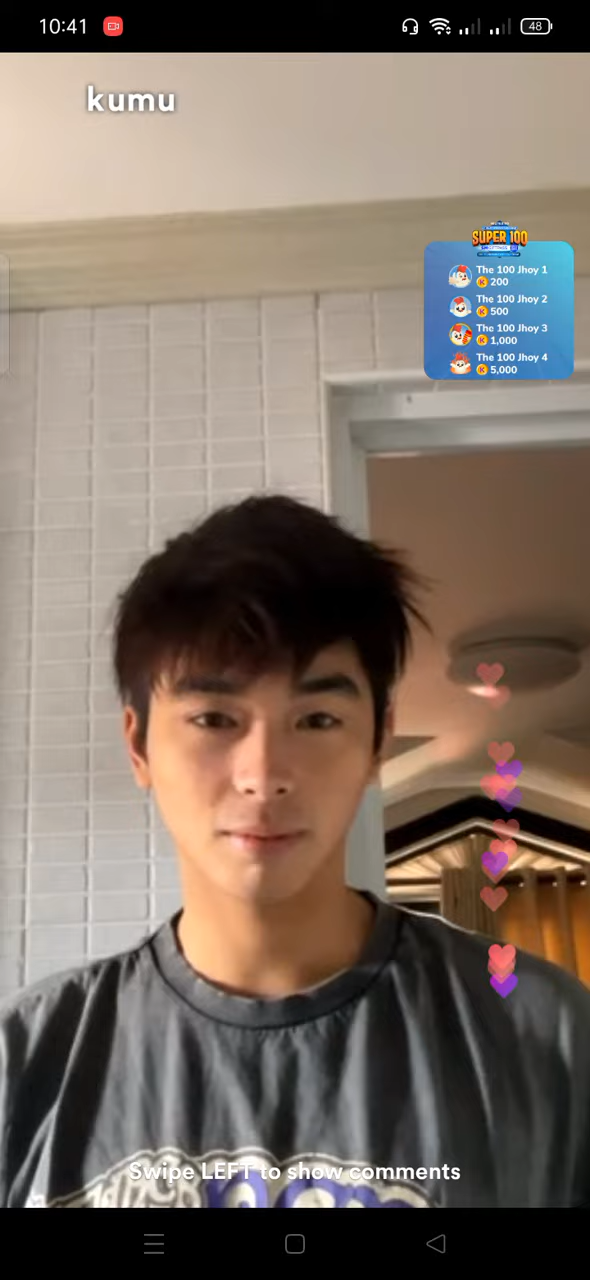 10:41
48
kumu
SUPER 100
The 100 Jhoy 1
K 200
The 100 Jhoy 2
K 500
The 100 Jhoy 3
K 1,000
The 100 Jhoy 4
K 5,000
Swipe LEFT to show comments